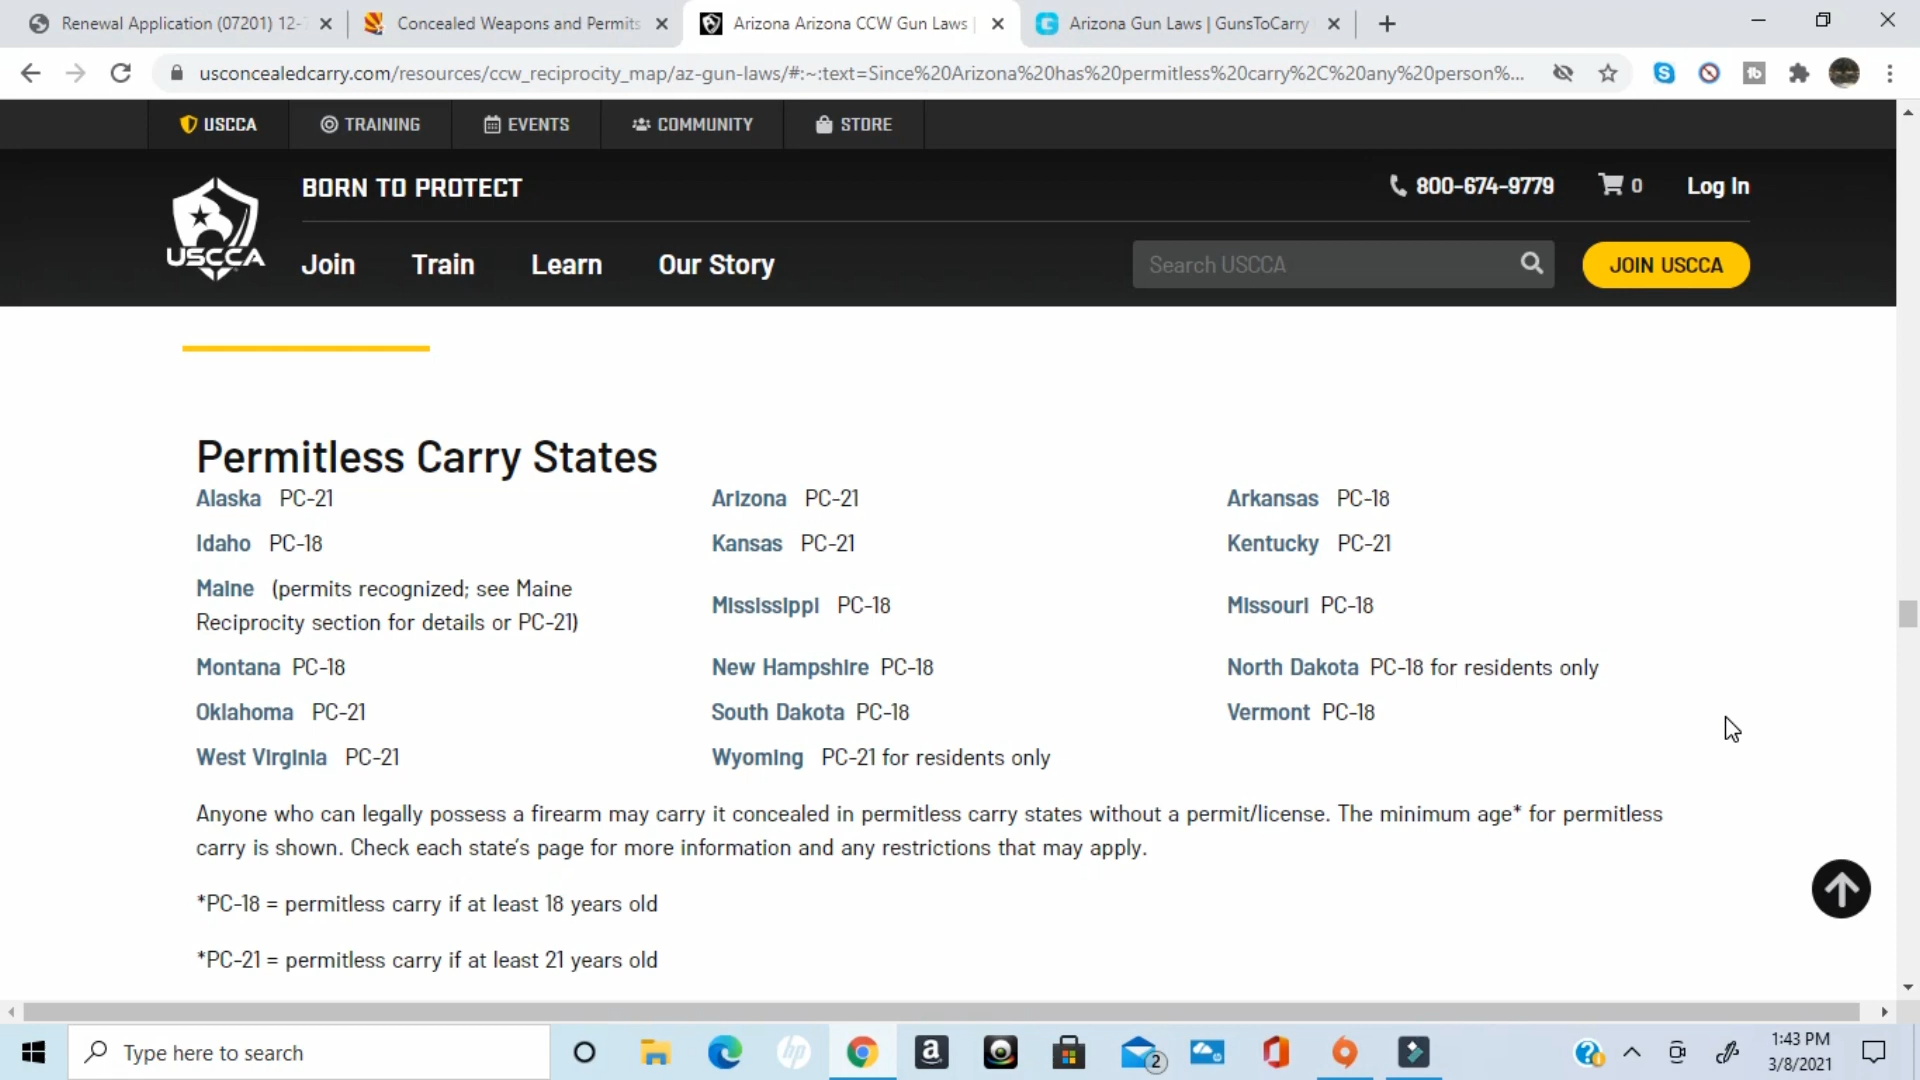 Renewal Application (07201) 12-
Concealed Weapons and Permits
Arizona Arizona CCW Gun Laws |
Arizona Gun Laws | GunsToCarry
usconcealedcarry.com/resources/ccw_reciprocity_map/az-gun-laws/#:~:text=Since%20Arizona%20has%20permitless%20carry%2C%20any%20person%...
USCCA
TRAINING
EVENTS
COMMUNITY
STORE
BORN TO PROTECT
800-674-9779
0
Log In
USCCA
Join
Train
Learn
Our Story
Search USCCA
JOIN USCCA
Permitless Carry States
Alaska PC-21
Arizona PC-21
Arkansas PC-18
Idaho PC-18
Kansas PC-21
Kentucky PC-21
Maine (permits recognized; see Maine
Reciprocity section for details or PC-21)
Mississippi PC-18
Missouri PC-18
Montana PC-18
New Hampshire PC-18
North Dakota PC-18 for residents only
Oklahoma PC-21
South Dakota PC-18
Vermont PC-18
West Virginia PC-21
Wyoming PC-21 for residents only
Anyone who can legally possess a firearm may carry it concealed in permitless carry states without a permit/license. The minimum age* for permitless
carry is shown. Check each state's page for more information and any restrictions that may apply.
*PC-18 = permitless carry if at least 18 years old
*PC-21 = permitless carry if at least 21 years old
Type here to search
hp
a
2
1:43 PM
3/8/2021